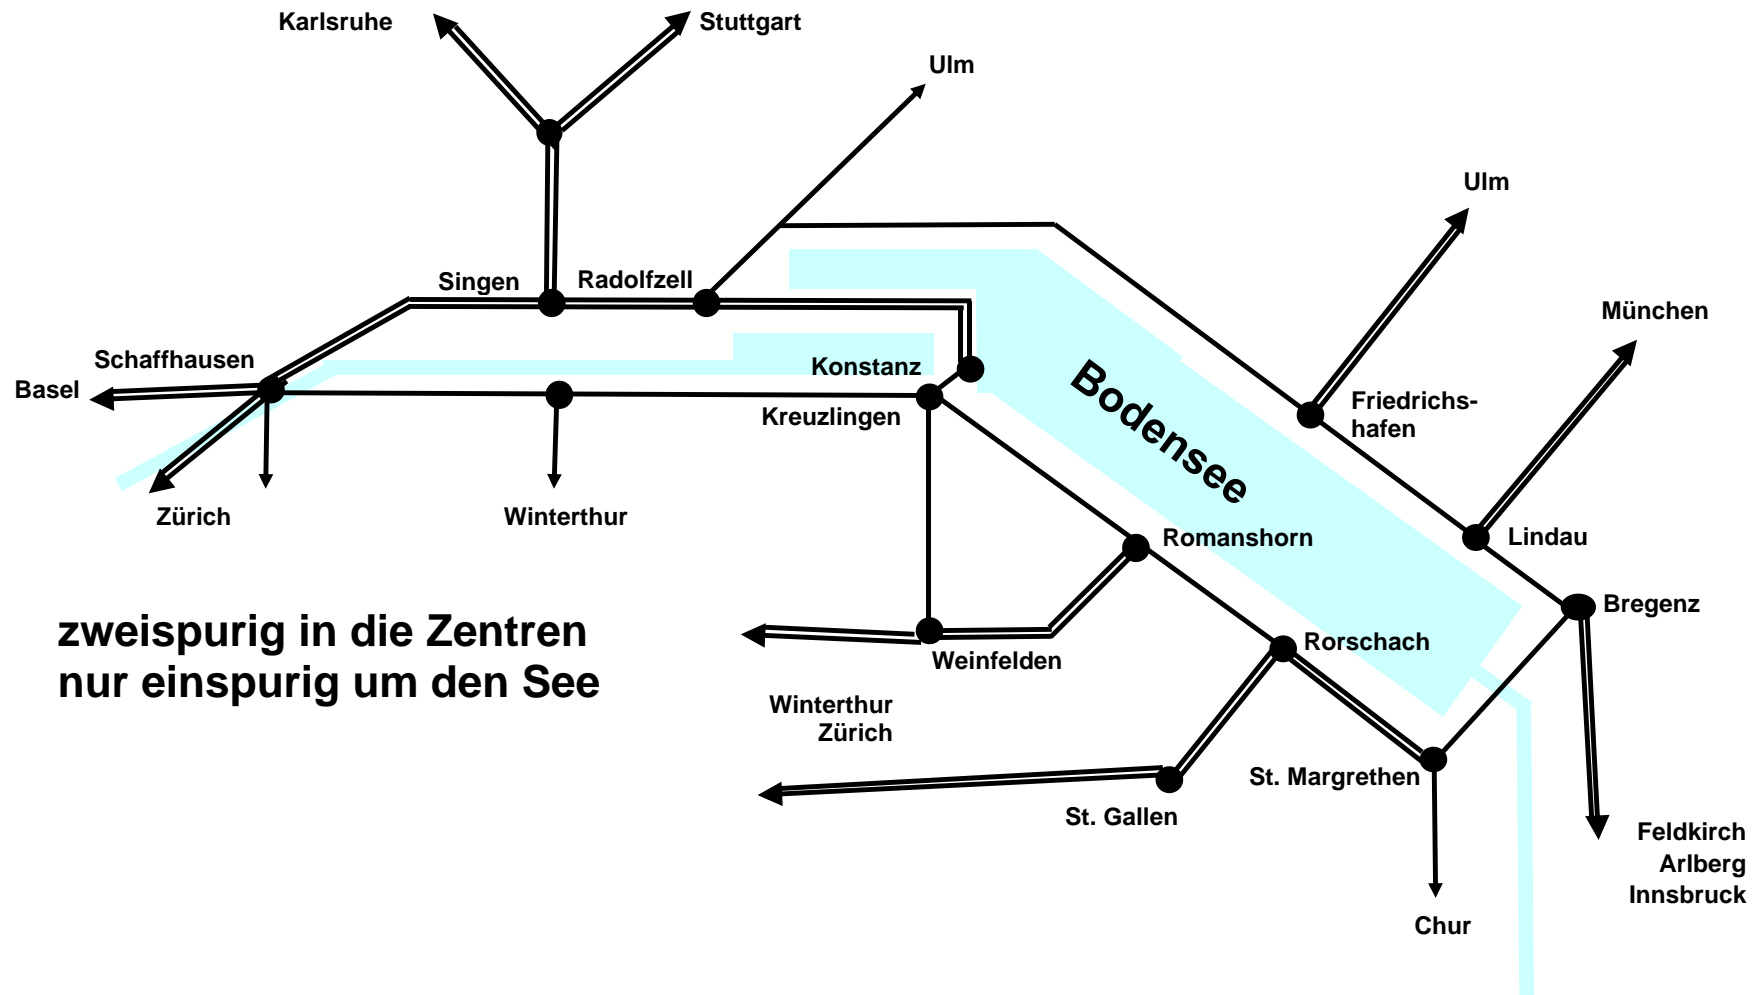 Karlsruhe
Stuttgart
Ulm
Ulm
Singen
Radolfzell
München
Schaffhausen
Basel
Konstanz
Kreuzlingen
Bodensee
Friedrichs-
hafen
Zürich
Winterthur
Romanshorn
Lindau
zweispurig in die Zentren
nur einspurig um den See
Bregenz
Rorschach
Weinfelden
Winterthur
Zürich
St. Margrethen
St. Gallen
Feldkirch
Arlberg
Innsbruck
Chur